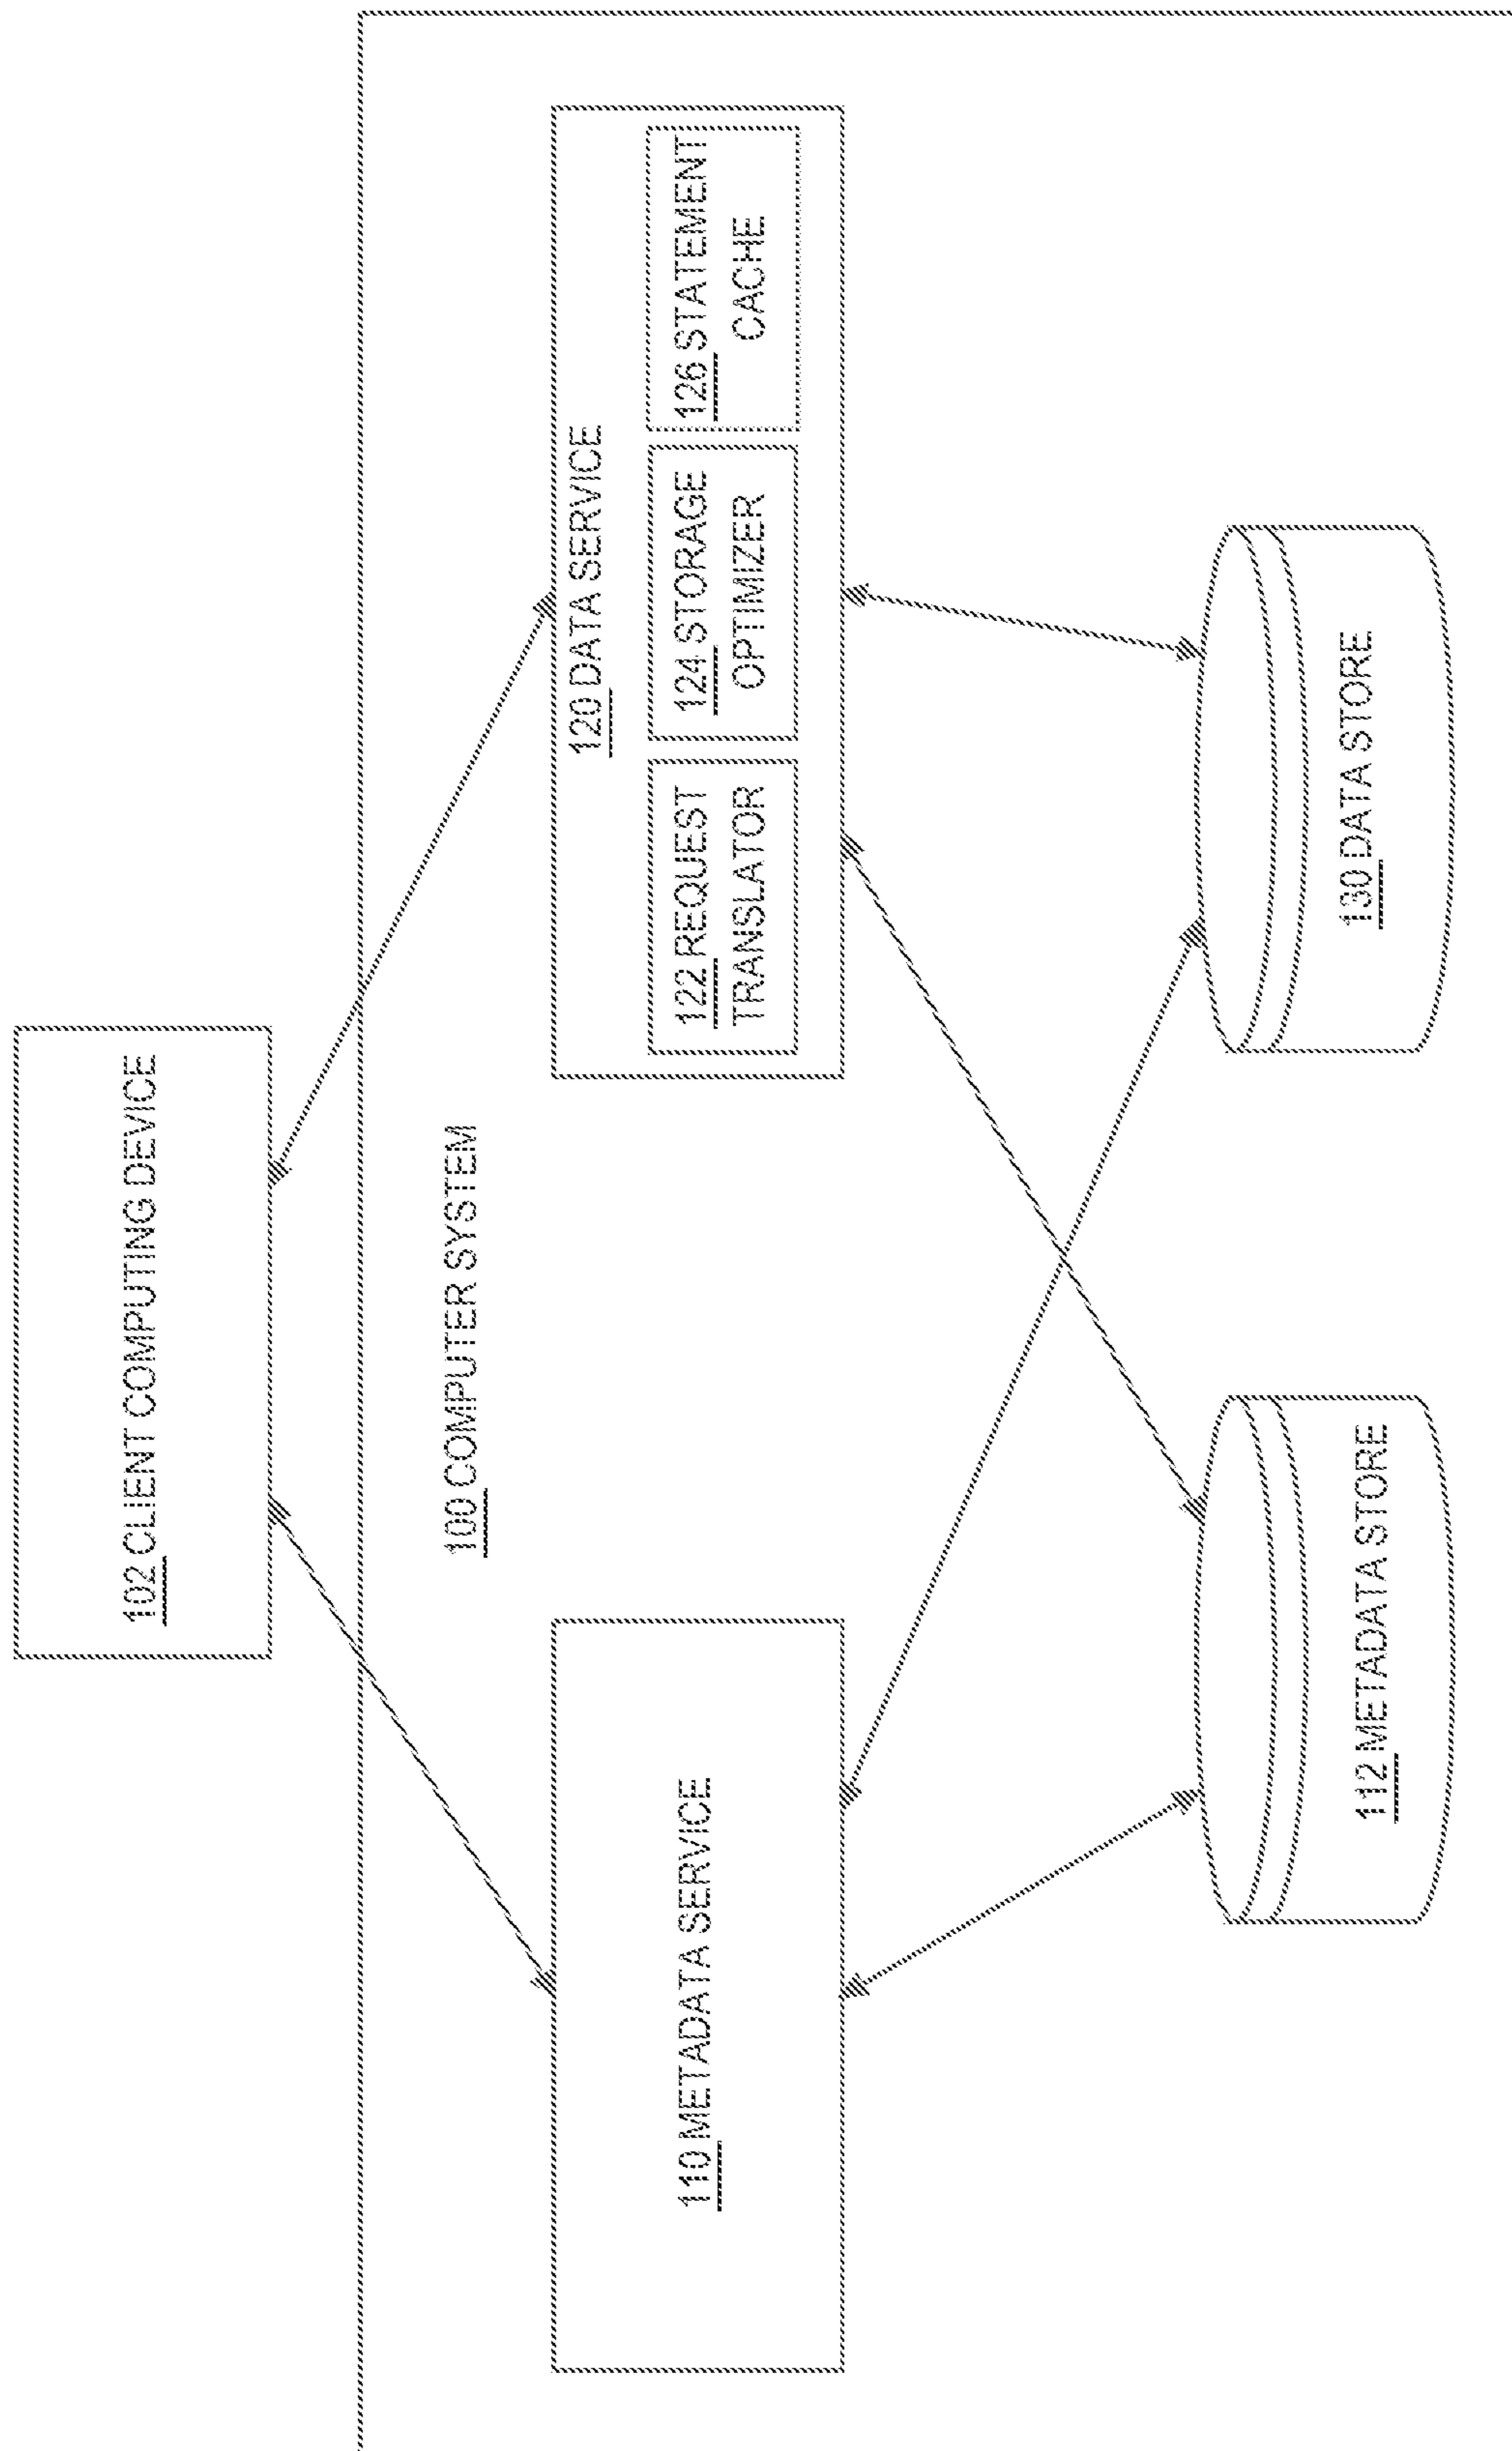 102 CLIENT COMPUTING DEVICE
100 COMPUTER SYSTEM
110 METADATA SERVICE
120 DATA SERVICE
122 REQUEST
TRANSLATOR
124 STORAGE
OPTIMIZER
126 STATEMENT
CACHE
112 METADATA STORE
130 DATA STORE